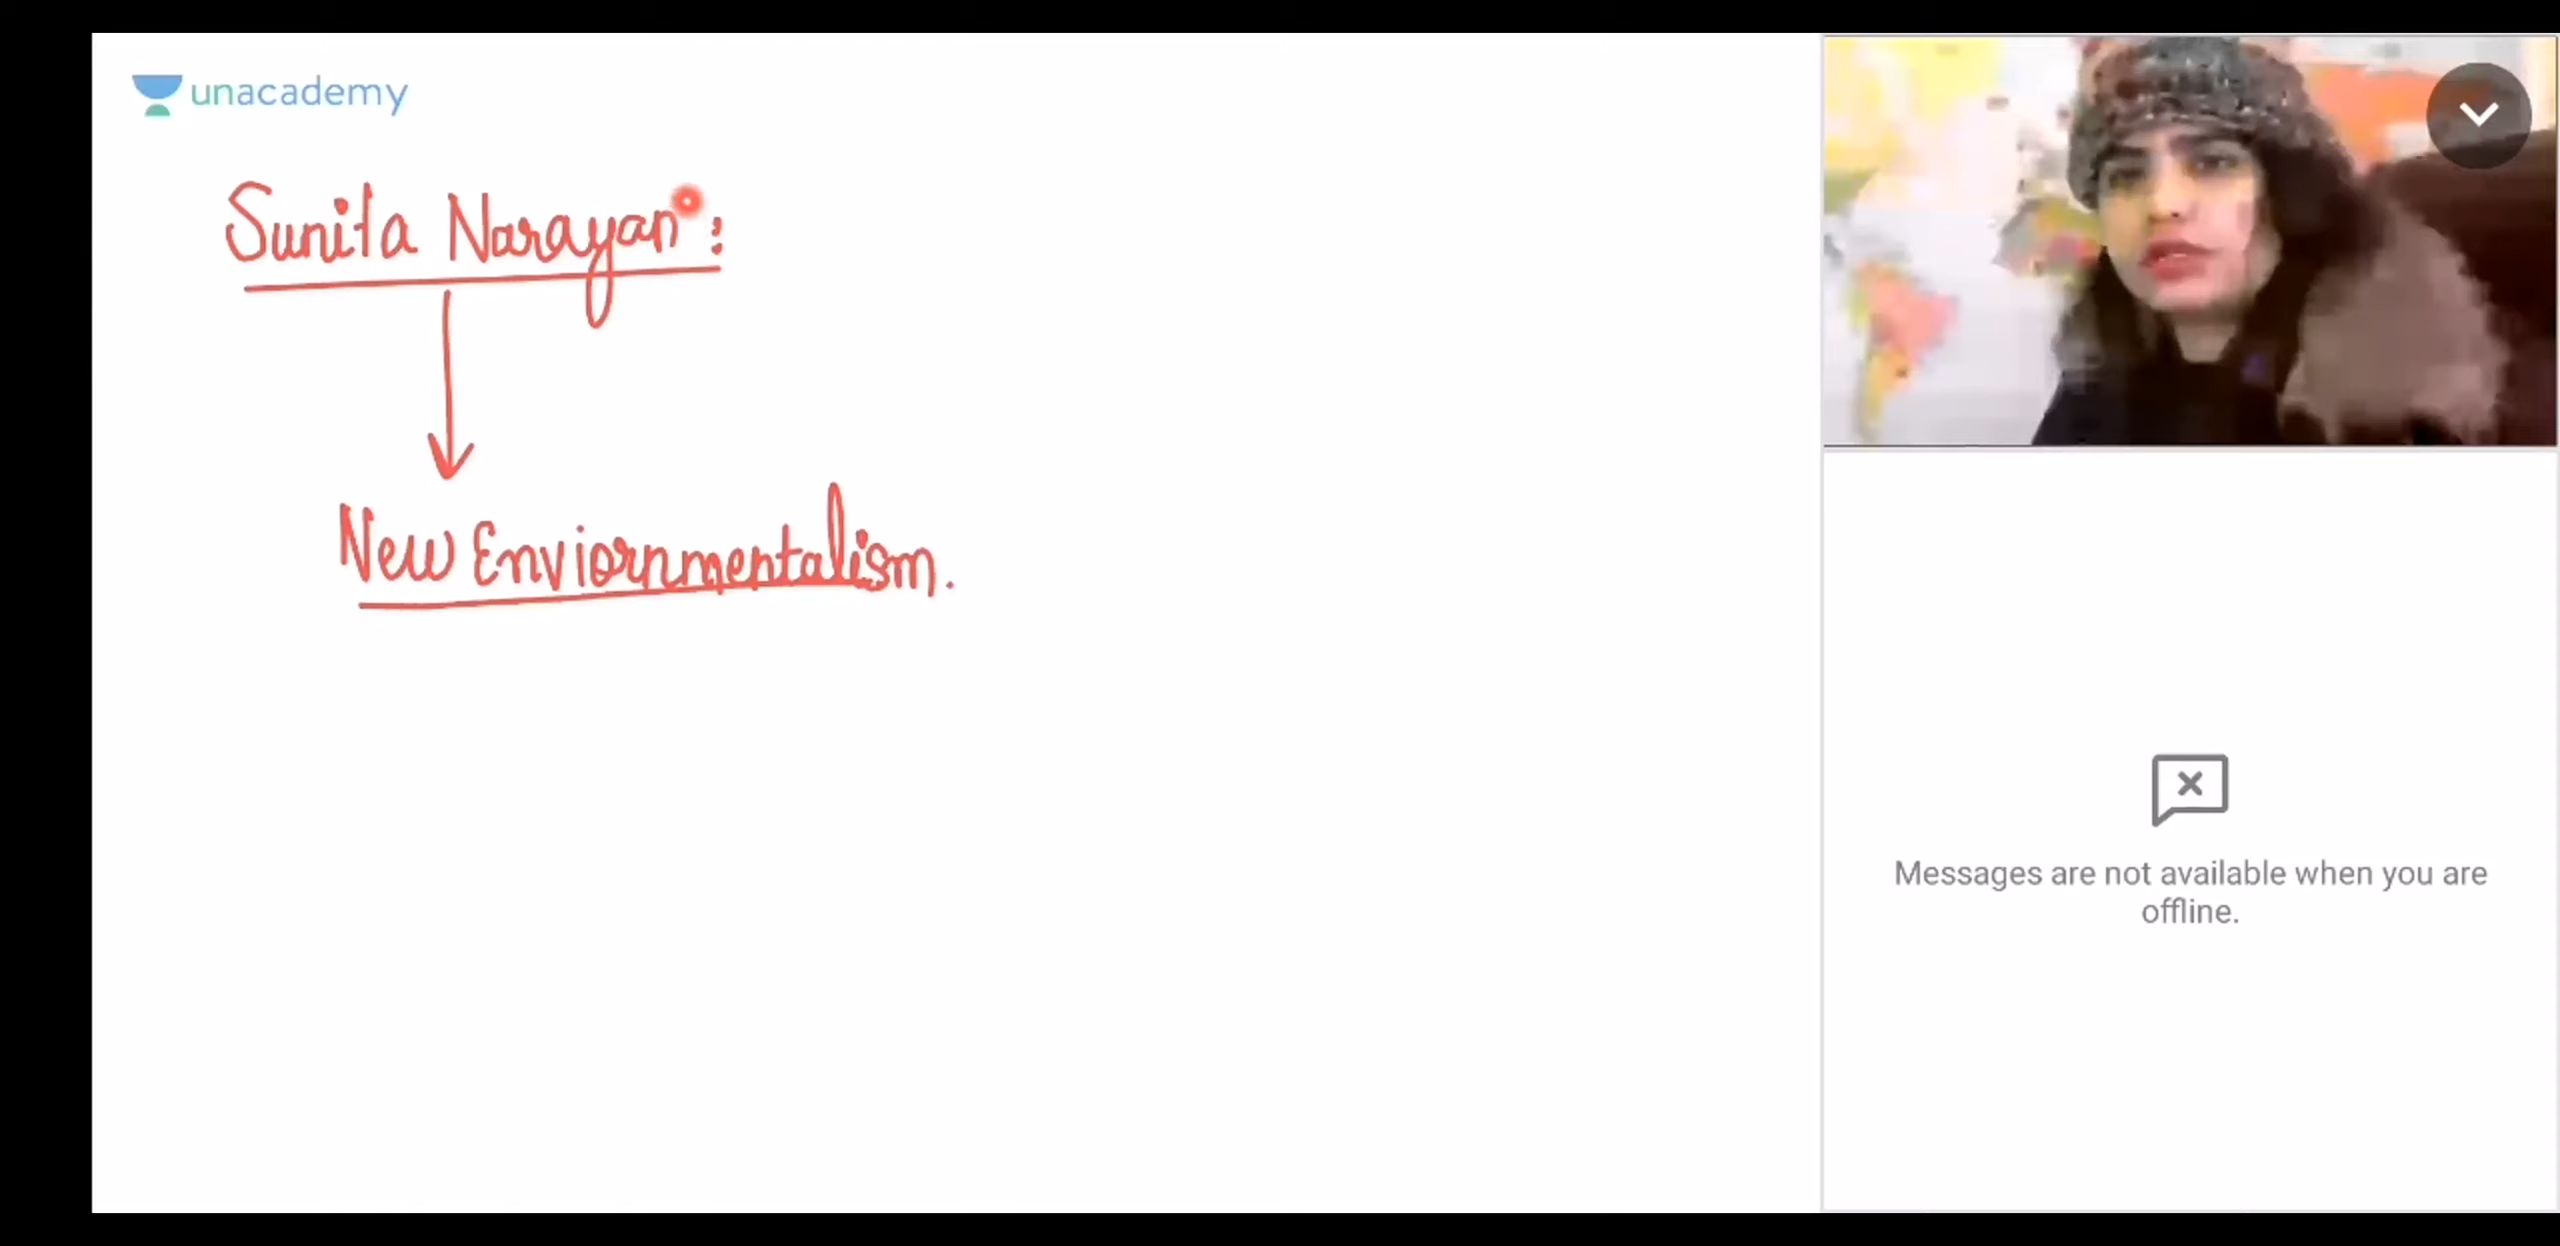 unacademy
Sunita Narayan:
New Enviornmentalism.
Messages are not available when you are
offline.